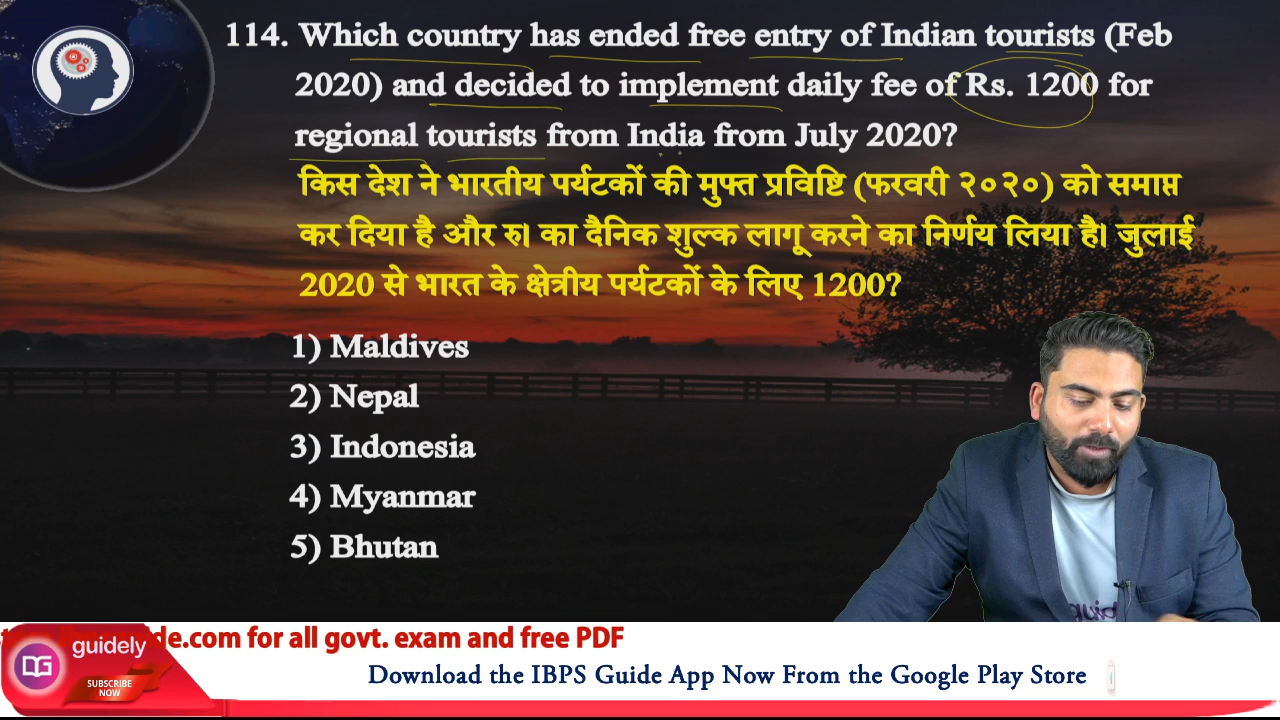 114. Which country has ended free entry of Indian tourists (Feb
2020) and decided to implement daily fee of Rs. 1200 for
regional tourists from India from July 2020?
किस देश ने भारतीय पर्यटकों की मुफ्त प्रविष्टि (फरवरी २०२०) को समाप्त
कर दिया है और रु। का दैनिक शुल्क लागू करने का निर्णय लिया है। जुलाई
2020 से भारत के क्षेत्रीय पर्यटकों के लिए 1200?
1) Maldives
2) Nepal
3) Indonesia
4) Myanmar
5) Bhutan
de.com for all govt. exam and free PDF
guidely
SUBSCRIBE
NOW
Download the IBPS Guide App Now From the Google Play Store